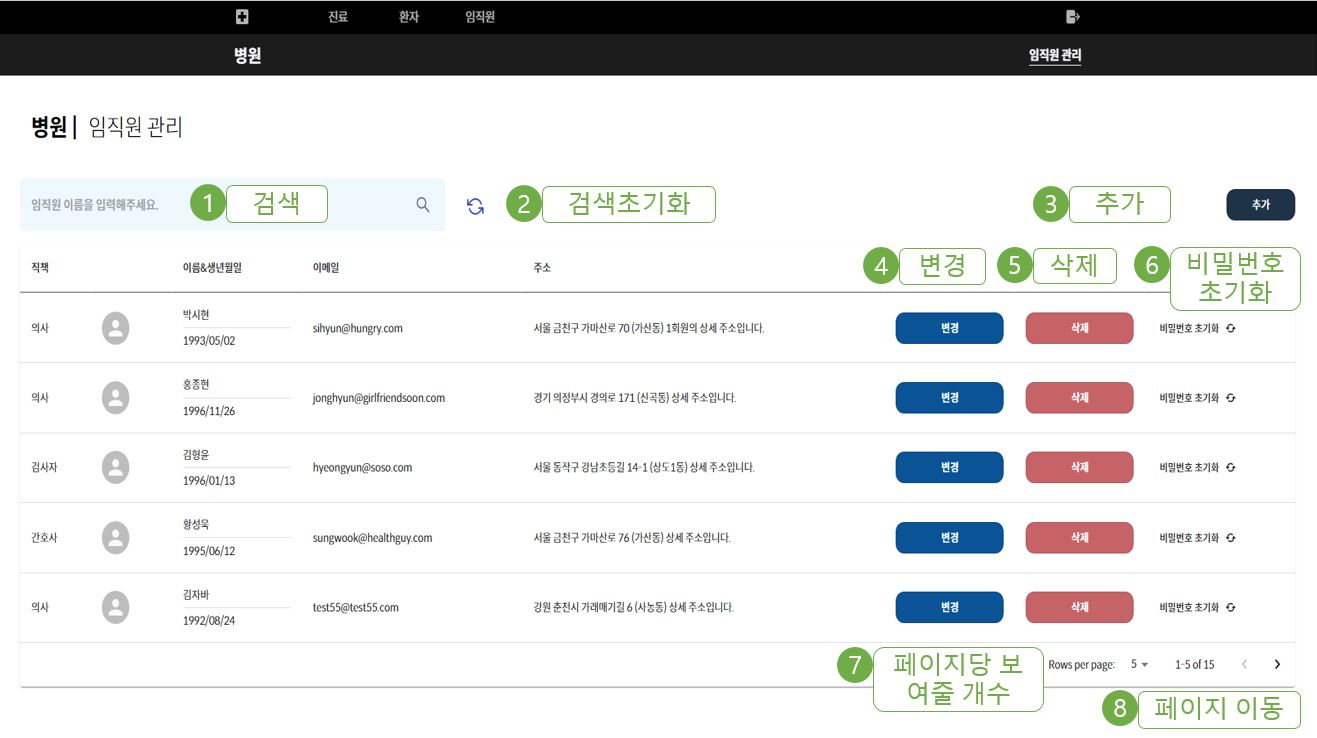 진료 환자 임직원
병원 임직원 관리
병원 | 임직원 관리
임직원 이름을 입력해주세요. 1 검색 2 검색초기화 3 추가 추가
직책 이름&생년월일 이메일 주소 4 변경 5 삭제 6 비밀번호
초기화
박시현
의사 sihyun@hungry.com 서울 금천구 가마산로 70 (가산동) 1회원의 상세 주소입니다. 변경 삭제 비밀번호 초기화
1993/05/02
홍종현
의사 jonghyun@girlfriendsoon.com 경기 의정부시 경의로 171 (신곡동) 상세 주소입니다. 변경 삭제 비밀번호 초기화
1996/11/26
김형윤
검사자 hyeongyun@soso.com 서울 동작구 강남초등길 14-1 (상도1동) 상세 주소입니다. 변경 삭제 비밀번호 초기화
1996/01/13
황성욱
간호사 sungwook@healthguy.com 서울 금천구 가마산로 76 (가산동) 상세 주소입니다. 변경 삭제 비밀번호 초기화
1995/06/12
김자바
의사 test55@test55.com 강원 춘천시 가래매기길 6 (사농동) 상세 주소입니다. 변경 삭제 비밀번호 초기화
1992/08/24
7 페이지당 보
여줄 개수
Rows per page: 5 1-5 of 15
8 페이지 이동